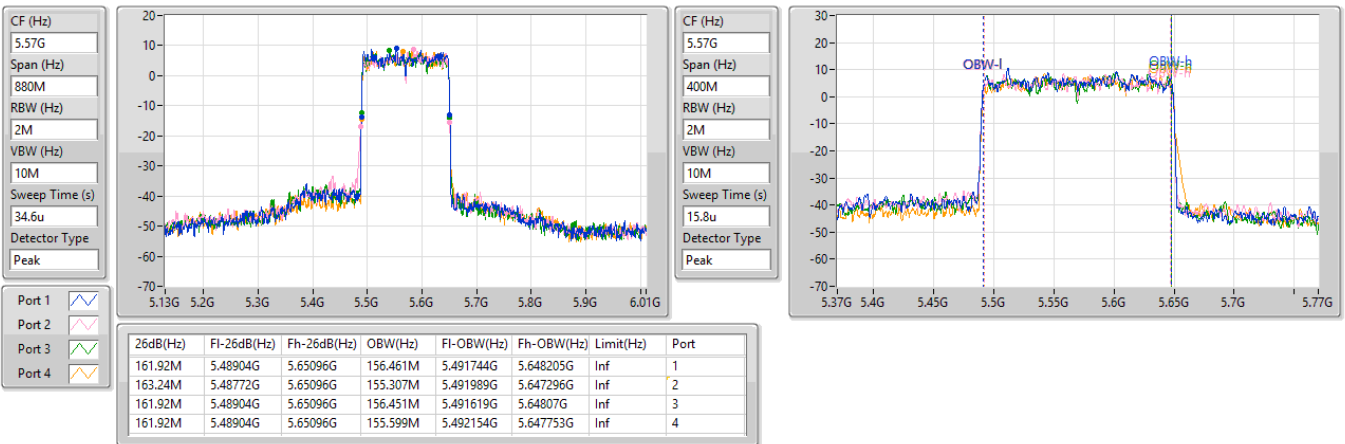 CF (Hz)
5.57G
Span (Hz)
880M
RBW (Hz)
2M
VBW (Hz)
10M
Sweep Time (s)
34.6u
Detector Type
Peak
20
10
0
-10
-20
-30
-40
-50
-60
-70
5.13G 5.2G 5.3G 5.4G 5.5G 5.6G 5.7G 5.8G 5.9G 6.01G
CF (Hz)
5.57G
Span (Hz)
400M
RBW (Hz)
2M
VBW (Hz)
10M
Sweep Time (s)
15.8u
Detector Type
Peak
30
20
10
0
-10
-20
-30
-40
-50
-60
-70
OBW-l OBW-h
5.37G 5.4G 5.45G 5.5G 5.55G 5.6G 5.65G 5.7G 5.77G
Port 1
Port 2
Port 3
Port 4
26dB(Hz) Fl-26dB(Hz) Fh-26dB(Hz) OBW(Hz) Fl-OBW(Hz) Fh-OBW(Hz) Limit(Hz) Port
161.92M 5.48904G 5.65096G 156.461M 5.491744G 5.648205G Inf 1
163.24M 5.48772G 5.65096G 155.307M 5.491989G 5.647296G Inf 2
161.92M 5.48904G 5.65096G 156.451M 5.491619G 5.64807G Inf 3
161.92M 5.48904G 5.65096G 155.599M 5.492154G 5.647753G Inf 4